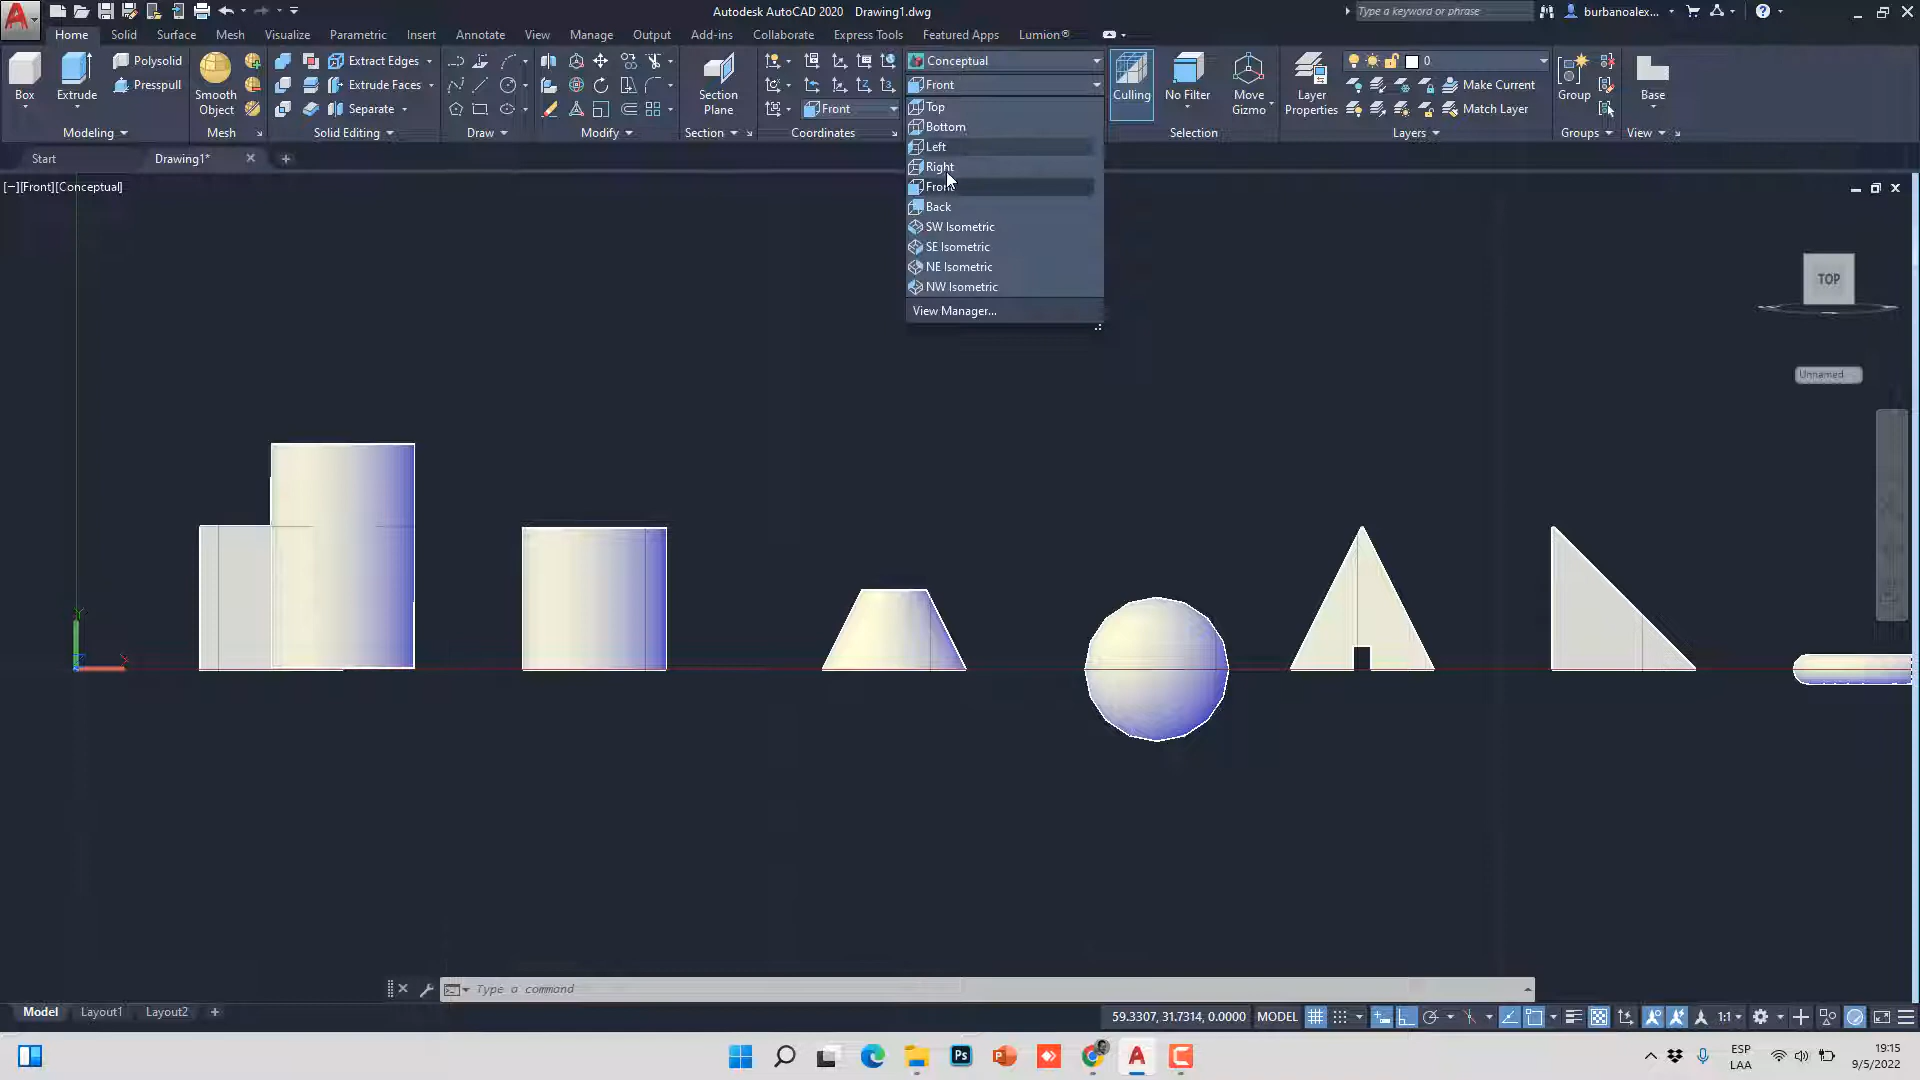 Autodesk AutoCAD 2020 Drawing1.dwg
Type a keyword or phrase
burbanoalex...
Home Solid Surface Mesh Visualize Parametric Insert Annotate View Manage Output Add-ins Collaborate Express Tools Featured Apps Lumion®
Box
Extrude
Polysolid
Presspull
Modeling
Smooth Object
Mesh
Extract Edges
Extrude Faces
Separate
Solid Editing
Draw
Modify
Section Plane
Section
Front
Coordinates
Conceptual
Front
Top
Bottom
Left
Right
Front
Back
SW Isometric
SE Isometric
NE Isometric
NW Isometric
View Manager...
Culling
No Filter
Move Gizmo
Selection
Layer Properties
0
Make Current
Match Layer
Layers
Group
Groups
Base
View
Start
Drawing1*
[−][Front][Conceptual]
TOP
Unnamed
Y
X
Type a command
Model Layout1 Layout2
59.3307, 31.7314, 0.0000 MODEL
1:1
Ps
ESP
LAA
19:15
9/5/2022